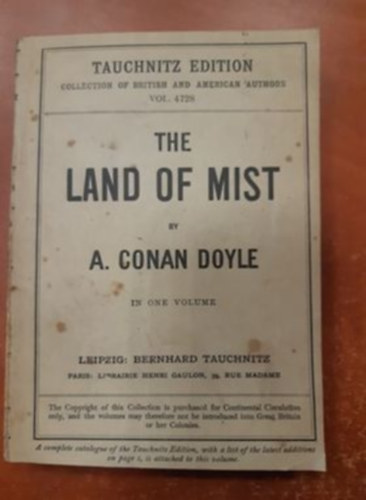 TAUCHNITZ EDITION
COLLECTION OF BRITISH AND AMERICAN AUTHORS
VOL. 4728
THE
LAND OF MIST
BY
A. CONAN DOYLE
IN ONE VOLUME
LEIPZIG: BERNHARD TAUCHNITZ
PARIS: LIBRAIRIE HENRI GAULON, 39, RUE MADAME
The Copyright of this Collection is purchased for Continental Circulation
only, and the volumes may therefore not be introduced into Great Britain
or her Colonies.
A complete catalogue of the Tauchnitz Edition, with a list of the latest additions
on page 1, is attached to this volume.